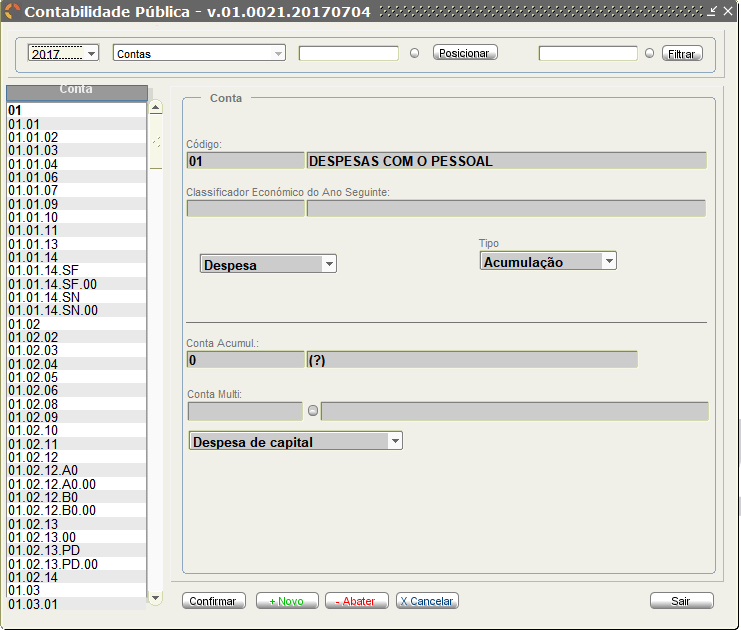 Contabilidade Pública - v.01.0021.20170704
2017
Contas
Posicionar
Filtrar
Conta
01
01.01
01.01.02
01.01.03
01.01.04
01.01.06
01.01.07
01.01.09
01.01.10
01.01.11
01.01.13
01.01.14
01.01.14.SF
01.01.14.SF.00
01.01.14.SN
01.01.14.SN.00
01.02
01.02.02
01.02.03
01.02.04
01.02.05
01.02.06
01.02.08
01.02.09
01.02.10
01.02.11
01.02.12
01.02.12.A0
01.02.12.A0.00
01.02.12.B0
01.02.12.B0.00
01.02.13
01.02.13.00
01.02.13.PD
01.02.13.PD.00
01.02.14
01.03
01.03.01
Conta
Código:
01 DESPESAS COM O PESSOAL
Classificador Económico do Ano Seguinte:
Tipo
Despesa
Acumulação
Conta Acumul.:
0 (?)
Conta Multi:
Despesa de capital
Confirmar
+ Novo
- Abater
X Cancelar
Sair